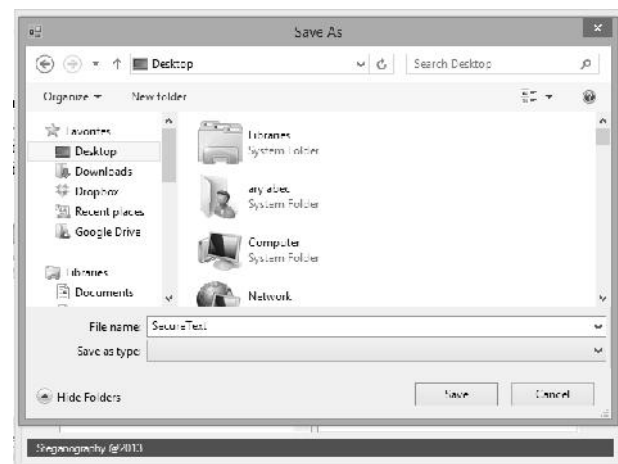 Save As
Desktop
Search Desktop
Organize
New folder
Favorites
Desktop
Downloads
Dropbox
Recent places
Google Drive
Libraries
Documents
Libraries
System Folder
ary abec
System Folder
Computer
System Folder
Network
File name: SecureText
Save as type:
Hide Folders
Save
Cancel
Steganography @2013